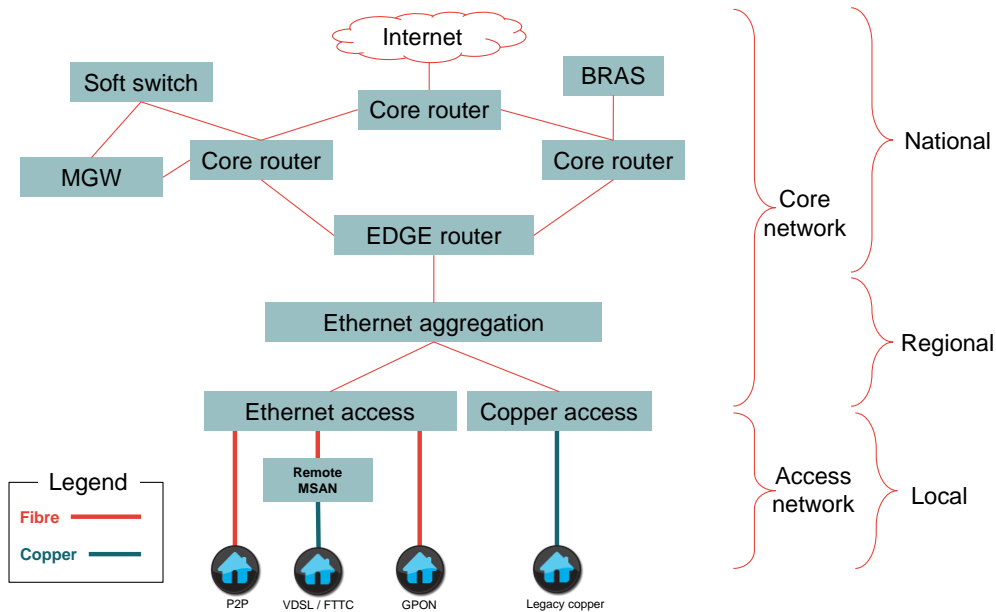 Internet
Soft switch
BRAS
Core router
MGW
Core router
Core router
EDGE router
Ethernet aggregation
Ethernet access
Copper access
Remote
MSAN
P2P
VDSL / FTTC
GPON
Legacy copper
Legend
Fibre
Copper
Core
network
Access
network
National
Regional
Local